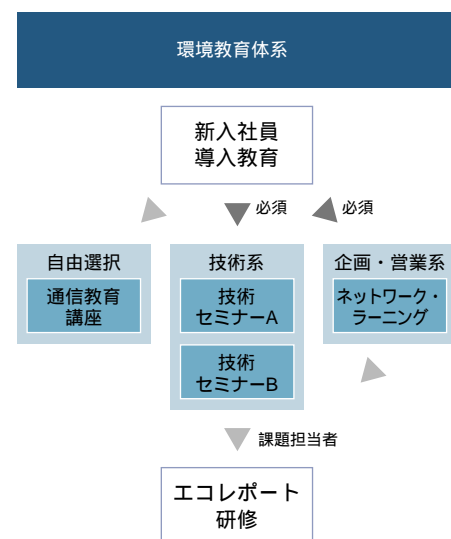 環境教育体系
新入社員
導入教育
必須
必須
自由選択
通信教育
講座
技術系
技術
セミナーA
技術
セミナーB
企画・営業系
ネットワーク・
ラーニング
課題担当者
エコレポート
研修